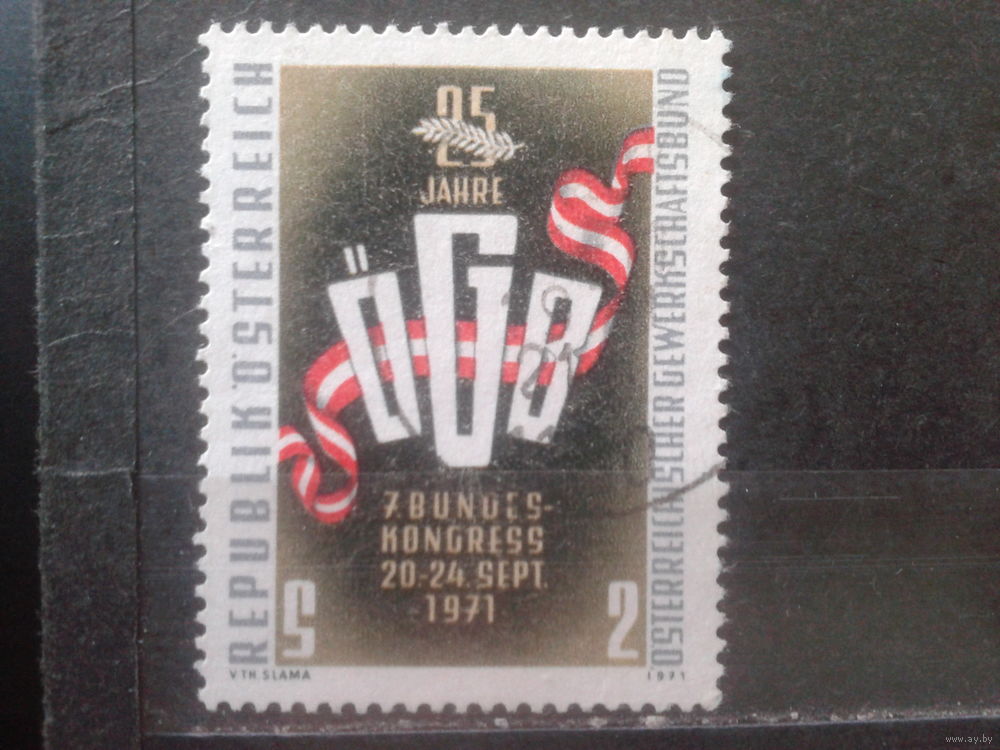 REPUBLIK ÖSTERREICH
25
JAHRE
ÖGB
7. BUNDES-
KONGRESS
20.-24. SEPT.
1971
S 2
ÖSTERREICHISCHER GEWERKSCHAFTSBUND
V. TH. SLAMA
1971
www.ay.by